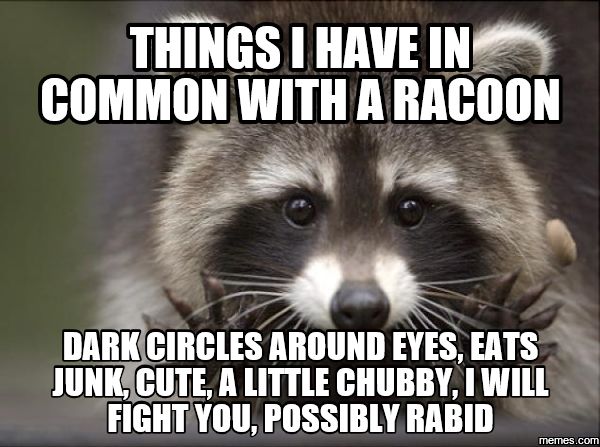 THINGS I HAVE IN
COMMON WITH A RACOON
DARK CIRCLES AROUND EYES, EATS
JUNK, CUTE, A LITTLE CHUBBY, I WILL
FIGHT YOU, POSSIBLY RABID
memes.com